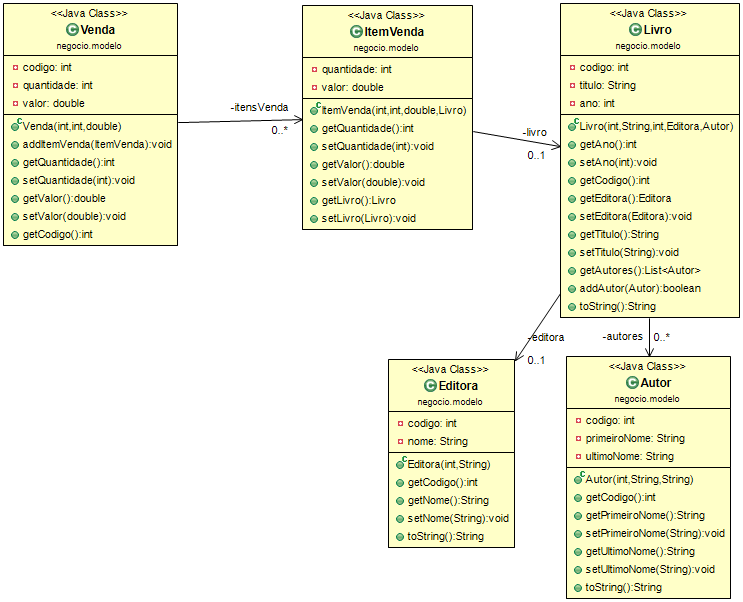 <<Java Class>>
Venda
negocio.modelo
codigo: int
quantidade: int
valor: double
Venda(int,int,double)
addItemVenda(ItemVenda):void
getQuantidade():int
setQuantidade(int):void
getValor():double
setValor(double):void
getCodigo():int
-itensVenda
0..*
<<Java Class>>
ItemVenda
negocio.modelo
quantidade: int
valor: double
ItemVenda(int,int,double,Livro)
getQuantidade():int
setQuantidade(int):void
getValor():double
setValor(double):void
getLivro():Livro
setLivro(Livro):void
-livro
0..1
<<Java Class>>
Livro
negocio.modelo
codigo: int
titulo: String
ano: int
Livro(int,String,int,Editora,Autor)
getAno():int
setAno(int):void
getCodigo():int
getEditora():Editora
setEditora(Editora):void
getTitulo():String
setTitulo(String):void
getAutores():List<Autor>
addAutor(Autor):boolean
toString():String
-editora
0..1
-autores
0..*
<<Java Class>>
Editora
negocio.modelo
codigo: int
nome: String
Editora(int,String)
getCodigo():int
getNome():String
setNome(String):void
toString():String
<<Java Class>>
Autor
negocio.modelo
codigo: int
primeiroNome: String
ultimoNome: String
Autor(int,String,String)
getCodigo():int
getPrimeiroNome():String
setPrimeiroNome(String):void
getUltimoNome():String
setUltimoNome(String):void
toString():String